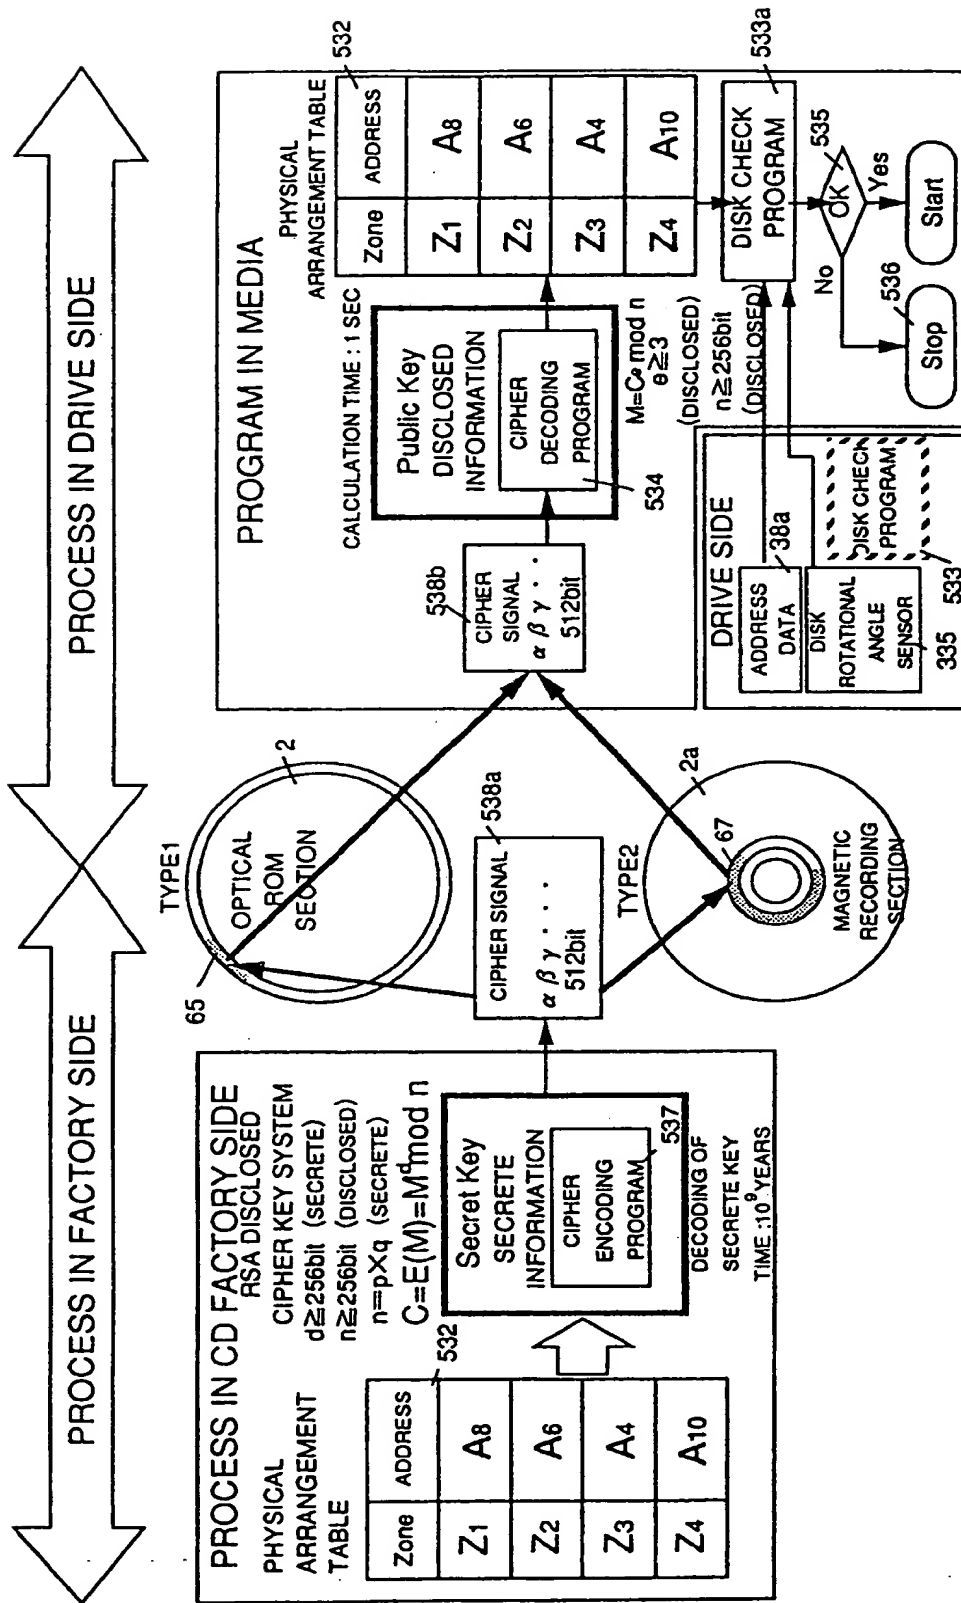 PROCESS IN FACTORY SIDE
PROCESS IN DRIVE SIDE
PROCESS IN CD FACTORY SIDE
RSA DISCLOSED
CIPHER KEY SYSTEM
d≧256bit (SECRETE)
n≧256bit (DISCLOSED)
n=p×q (SECRETE)
C=E(M)=M^d mod n
PHYSICAL
ARRANGEMENT
TABLE
532
Zone ADDRESS
Z1 A8
Z2 A6
Z3 A4
Z4 A10
Secret Key
SECRETE
INFORMATION
CIPHER
ENCODING
PROGRAM
537
DECODING OF
SECRETE KEY
TIME :10^9 YEARS
TYPE1
65
2
OPTICAL
ROM
SECTION
538a
CIPHER SIGNAL
α β γ · · · ·
512bit
TYPE2
2a
67
MAGNETIC
RECORDING
SECTION
PROGRAM IN MEDIA
CALCULATION TIME : 1 SEC
538b
CIPHER
SIGNAL
α β γ · ·
512bit
Public Key
DISCLOSED
INFORMATION
CIPHER
DECODING
PROGRAM
534
M=C^e mod n
e≧3
(DISCLOSED)
n≧256bit
(DISCLOSED)
PHYSICAL
ARRANGEMENT TABLE
532
Zone ADDRESS
Z1 A8
Z2 A6
Z3 A4
Z4 A10
DISK CHECK
PROGRAM
533a
OK
535
Yes
No
536
Stop
Start
DRIVE SIDE
38a
ADDRESS
DATA
DISK
ROTATIONAL
ANGLE
SENSOR
335
DISK CHECK
PROGRAM
533